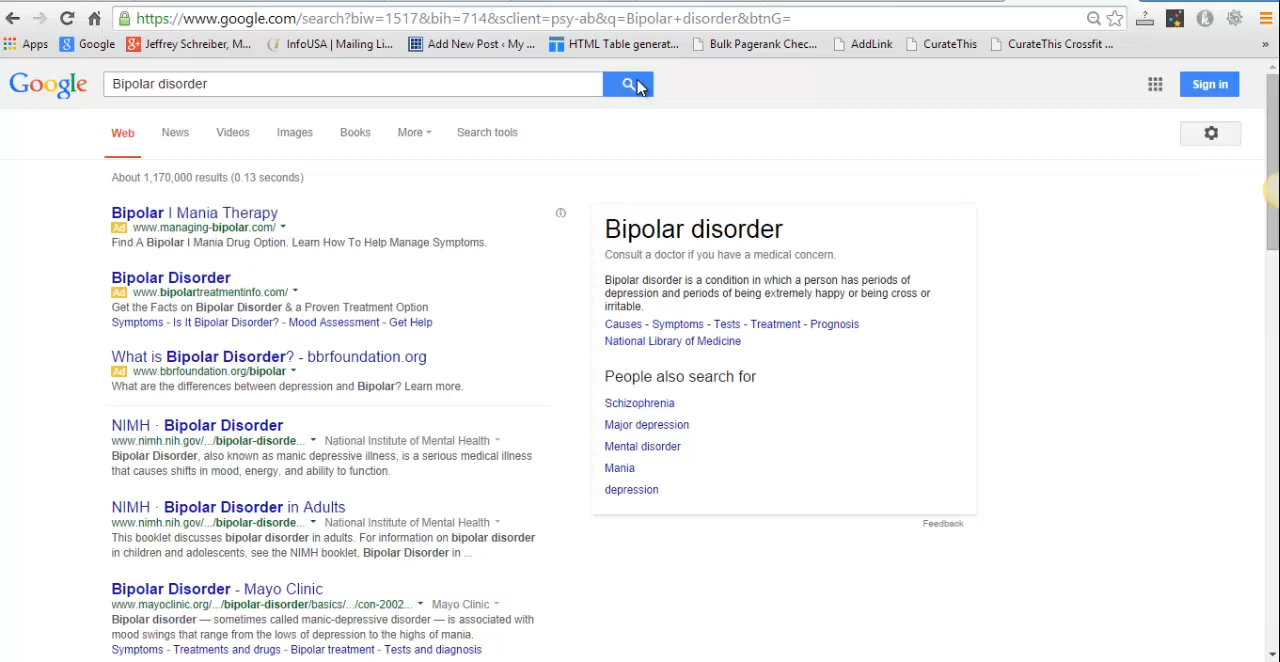 https://www.google.com/search?biw=1517&bih=714&sclient=psy-ab&q=Bipolar+disorder&btnG=
Apps Google Jeffrey Schreiber, M... InfoUSA | Mailing Li... Add New Post ‹ My ... HTML Table generat... Bulk Pagerank Chec... AddLink CurateThis CurateThis Crossfit ... »
Google Bipolar disorder Sign in
Web News Videos Images Books More Search tools
About 1,170,000 results (0.13 seconds)
Bipolar I Mania Therapy
Ad www.managing-bipolar.com/
Find A Bipolar I Mania Drug Option. Learn How To Help Manage Symptoms.
Bipolar Disorder
Ad www.bipolartreatmentinfo.com/
Get the Facts on Bipolar Disorder & a Proven Treatment Option
Symptoms - Is It Bipolar Disorder? - Mood Assessment - Get Help
What is Bipolar Disorder? - bbrfoundation.org
Ad www.bbrfoundation.org/bipolar
What are the differences between depression and Bipolar? Learn more.
NIMH · Bipolar Disorder
www.nimh.nih.gov/.../bipolar-disorde... National Institute of Mental Health
Bipolar Disorder, also known as manic depressive illness, is a serious medical illness
that causes shifts in mood, energy, and ability to function.
NIMH · Bipolar Disorder in Adults
www.nimh.nih.gov/.../bipolar-disorde... National Institute of Mental Health
This booklet discusses bipolar disorder in adults. For information on bipolar disorder
in children and adolescents, see the NIMH booklet, Bipolar Disorder in ...
Bipolar Disorder - Mayo Clinic
www.mayoclinic.org/.../bipolar-disorder/basics/.../con-2002... Mayo Clinic
Bipolar disorder — sometimes called manic-depressive disorder — is associated with
mood swings that range from the lows of depression to the highs of mania.
Symptoms - Treatments and drugs - Bipolar treatment - Tests and diagnosis
Bipolar disorder
Consult a doctor if you have a medical concern.
Bipolar disorder is a condition in which a person has periods of
depression and periods of being extremely happy or being cross or
irritable.
Causes - Symptoms - Tests - Treatment - Prognosis
National Library of Medicine
People also search for
Schizophrenia
Major depression
Mental disorder
Mania
depression
Feedback